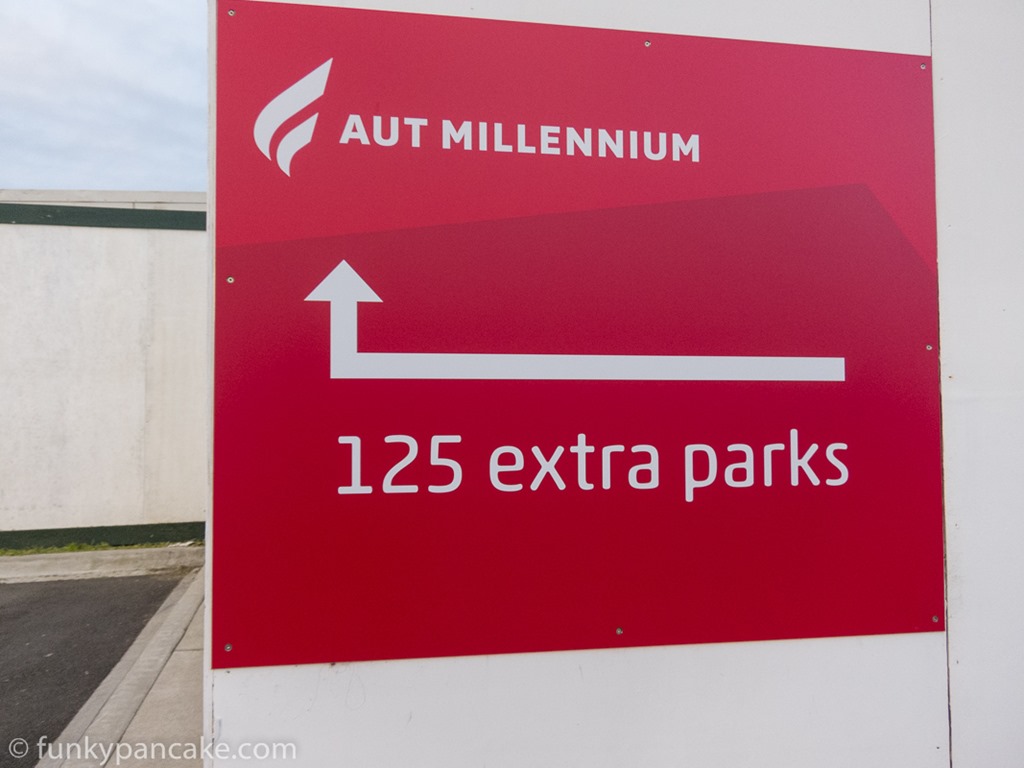 AUT MILLENNIUM
125 extra parks
© funkypancake.com